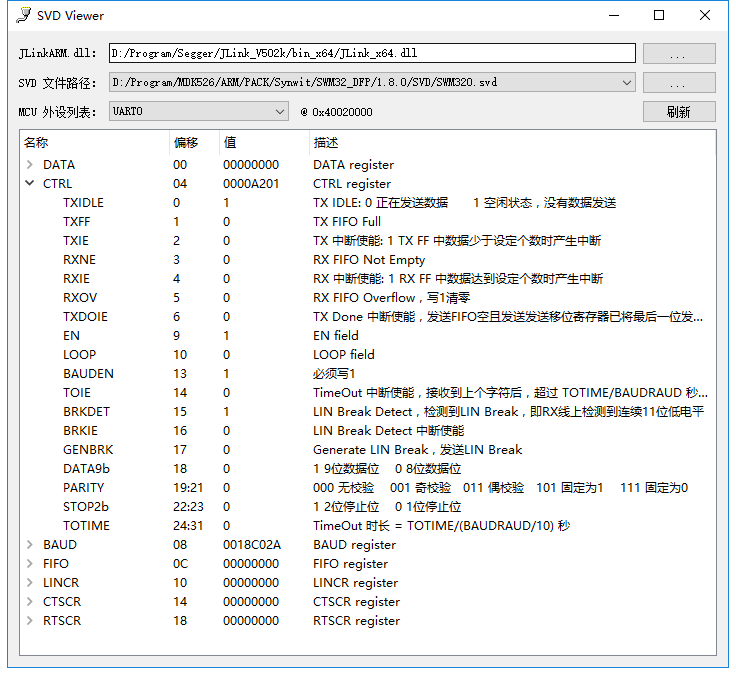 SVD Viewer
JLinkARM.dll: D:/Program/Segger/JLink_V502k/bin_x64/JLink_x64.dll ...
SVD 文件路径: D:/Program/MDK526/ARM/PACK/Synwit/SWM32_DFP/1.8.0/SVD/SWM320.svd ...
MCU 外设列表: UART0 @ 0x40020000 刷新
名称 偏移 值 描述
DATA 00 00000000 DATA register
CTRL 04 0000A201 CTRL register
TXIDLE 0 1 TX IDLE: 0 正在发送数据 1 空闲状态，没有数据发送
TXFF 1 0 TX FIFO Full
TXIE 2 0 TX 中断使能: 1 TX FF 中数据少于设定个数时产生中断
RXNE 3 0 RX FIFO Not Empty
RXIE 4 0 RX 中断使能: 1 RX FF 中数据达到设定个数时产生中断
RXOV 5 0 RX FIFO Overflow，写1清零
TXDOIE 6 0 TX Done 中断使能，发送FIFO空且发送发送移位寄存器已将最后一位发...
EN 9 1 EN field
LOOP 10 0 LOOP field
BAUDEN 13 1 必须写1
TOIE 14 0 TimeOut 中断使能，接收到上个字符后，超过 TOTIME/BAUDRAUD 秒...
BRKDET 15 1 LIN Break Detect，检测到LIN Break，即RX线上检测到连续11位低电平
BRKIE 16 0 LIN Break Detect 中断使能
GENBRK 17 0 Generate LIN Break，发送LIN Break
DATA9b 18 0 1 9位数据位 0 8位数据位
PARITY 19:21 0 000 无校验 001 奇校验 011 偶校验 101 固定为1 111 固定为0
STOP2b 22:23 0 1 2位停止位 0 1位停止位
TOTIME 24:31 0 TimeOut 时长 = TOTIME/(BAUDRAUD/10) 秒
BAUD 08 0018C02A BAUD register
FIFO 0C 00000000 FIFO register
LINCR 10 00000000 LINCR register
CTSCR 14 00000000 CTSCR register
RTSCR 18 00000000 RTSCR register